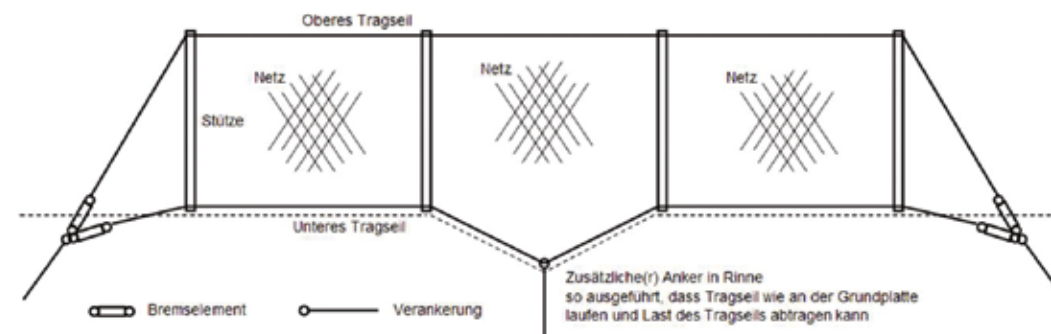 Oberes Tragseil
Netz
Netz
Netz
Stütze
Unteres Tragseil
Zusätzliche(r) Anker in Rinne
so ausgeführt, dass Tragseil wie an der Grundplatte
laufen und Last des Tragseils abtragen kann
Bremselement
Verankerung